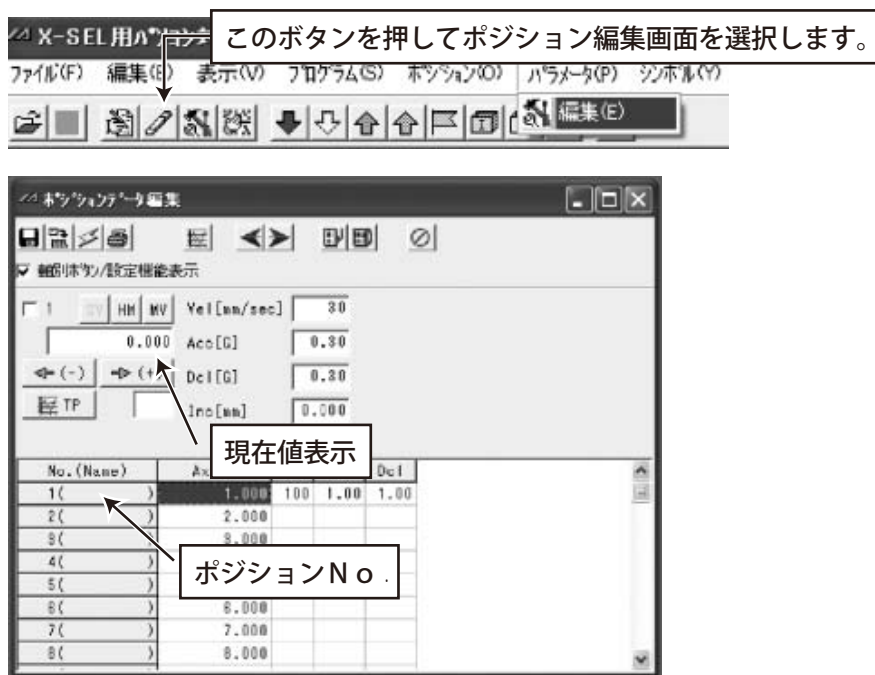 このボタンを押してポジション編集画面を選択します。
X-SEL用
ファイル(F) 編集(E) 表示(V) プログラム(S) ポジション(O) パラメータ(P) シンボル(Y)
編集(E)
ポジションデータ編集
軸別ボタン/設定機能表示
1 HM MV Vel[mm/sec] 30
0.000 Acc[G] 0.30
(-) (+) Dcl[G] 0.30
TP Inc[mm] 0.000
現在値表示
No.(Name) Dcl
1( ) 1.000 100 1.00 1.00
2( ) 2.000
3( ) 3.000
4( )
ポジションNo.
5( )
6( ) 6.000
7( ) 7.000
8( ) 8.000